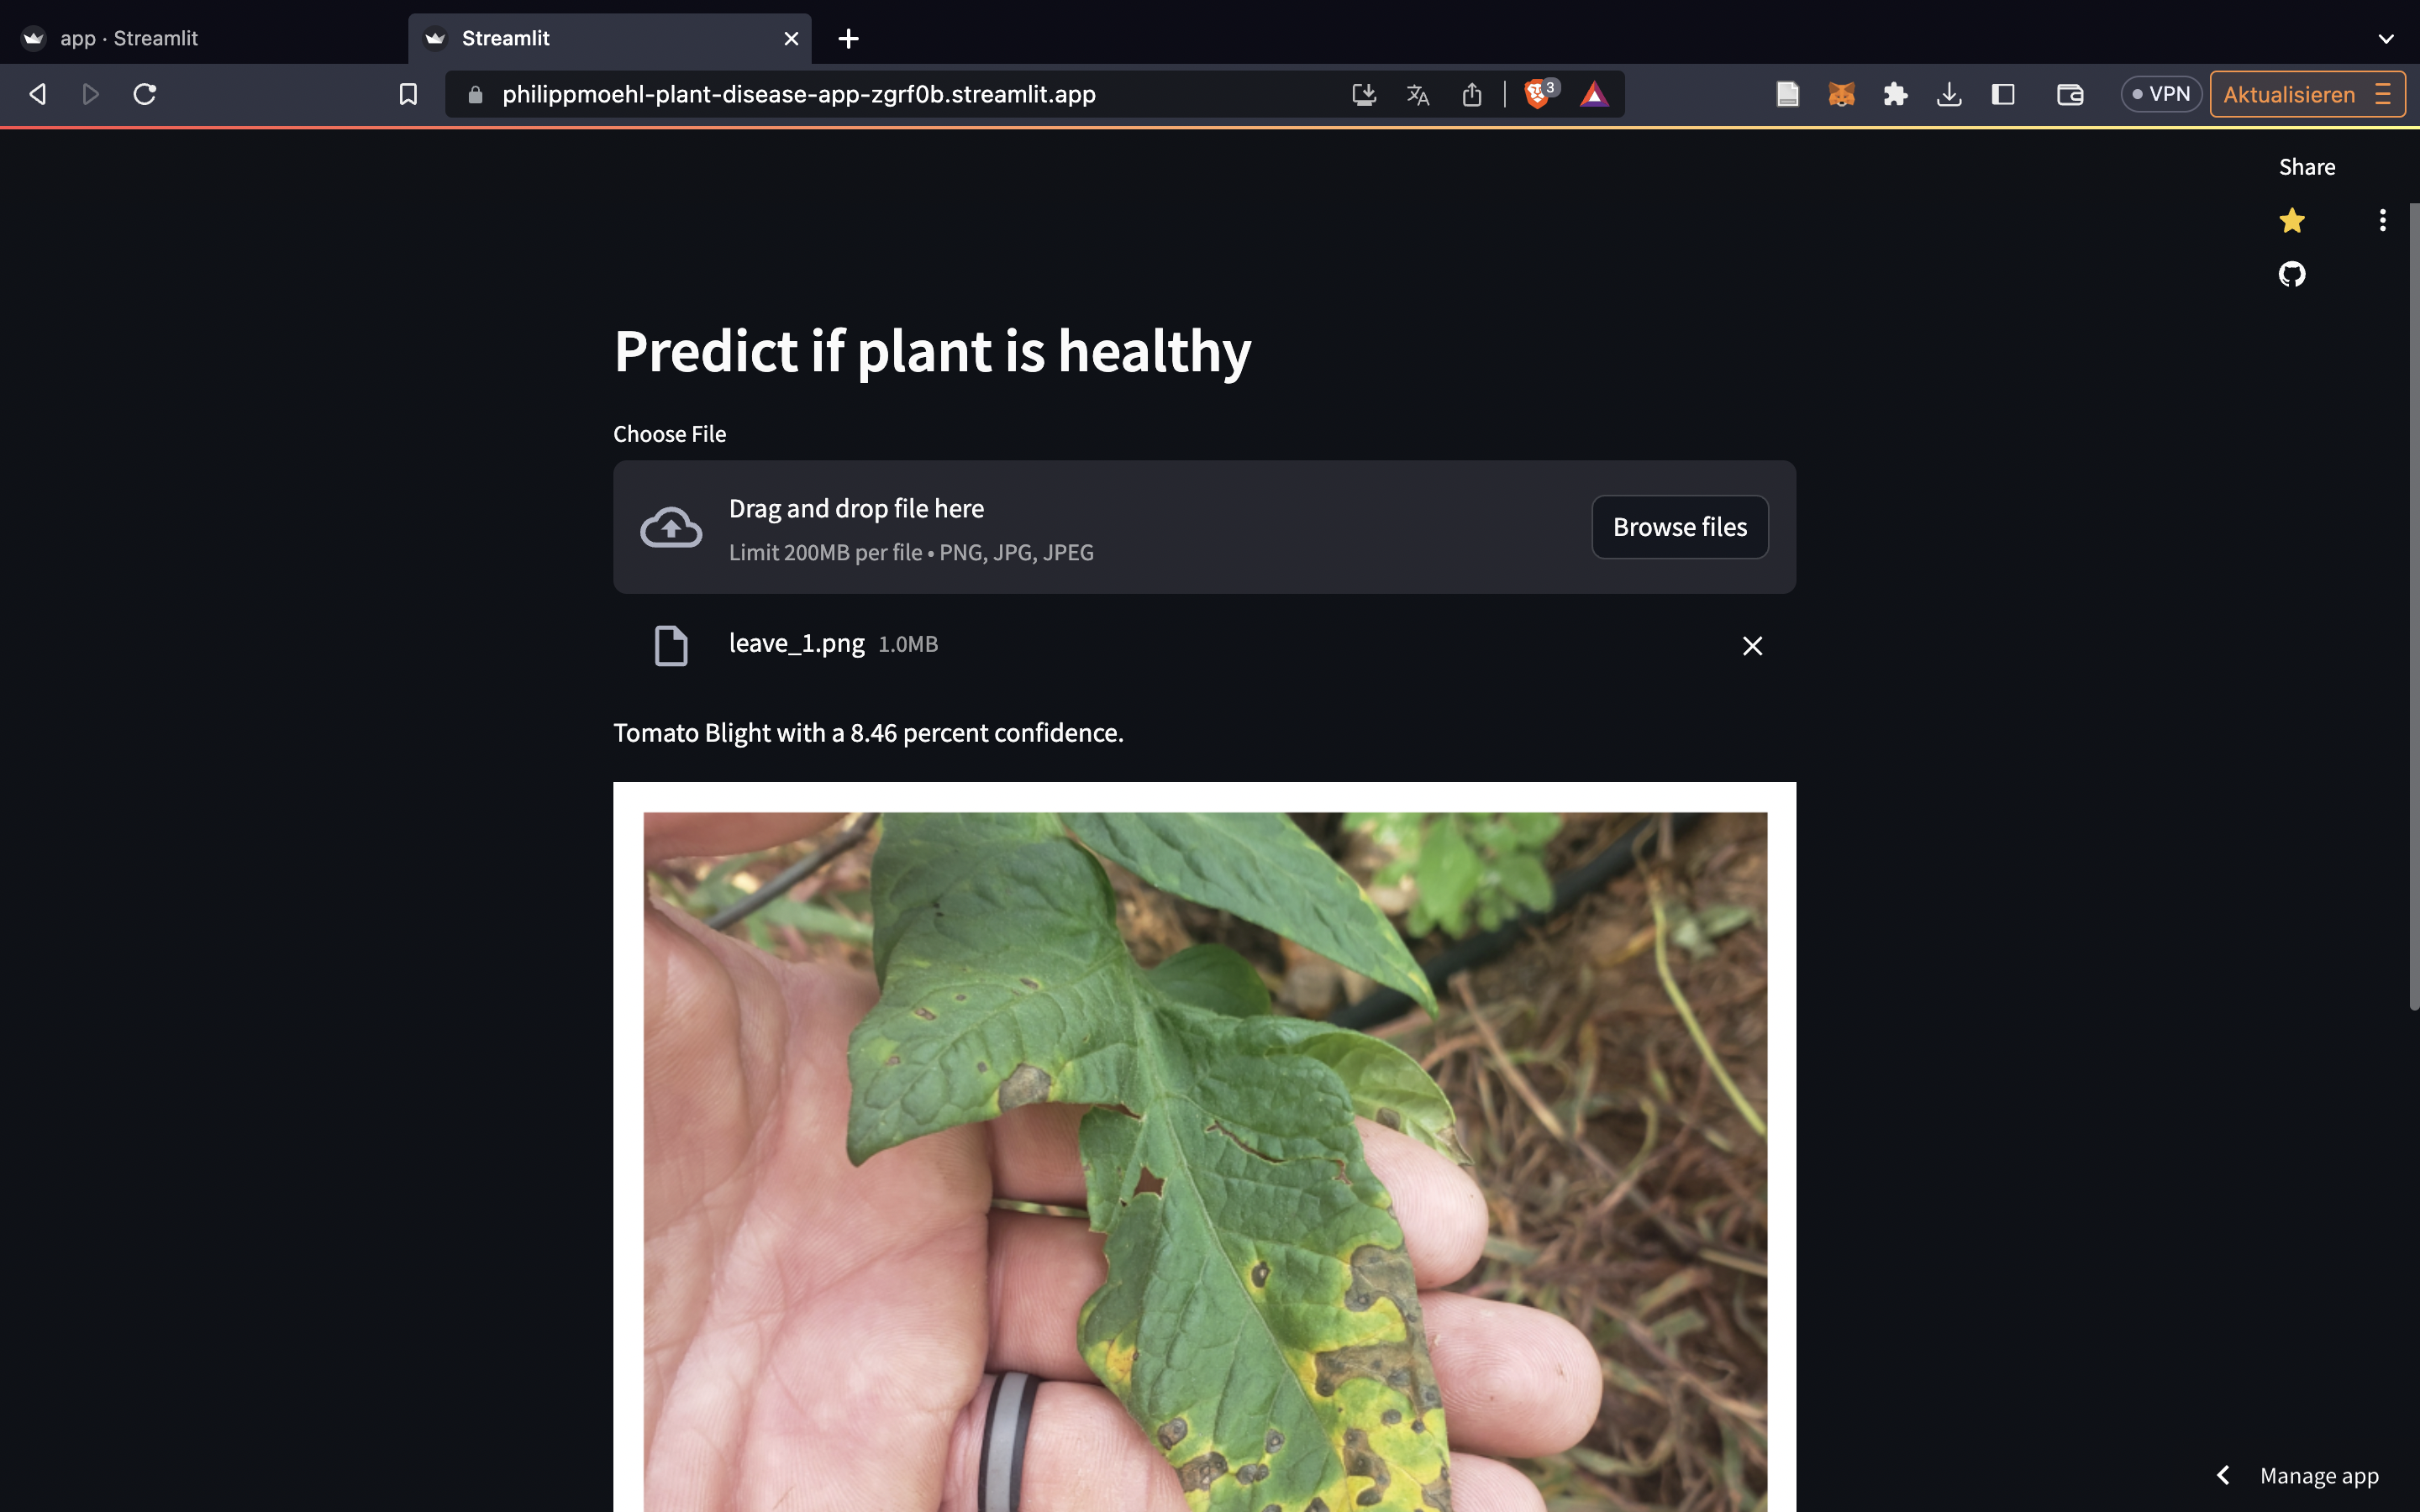 app · Streamlit
Streamlit
philippmoehl-plant-disease-app-zgrf0b.streamlit.app
3
VPN
Aktualisieren
Share
Predict if plant is healthy
Choose File
Drag and drop file here
Limit 200MB per file • PNG, JPG, JPEG
Browse files
leave_1.png 1.0MB
Tomato Blight with a 8.46 percent confidence.
Manage app